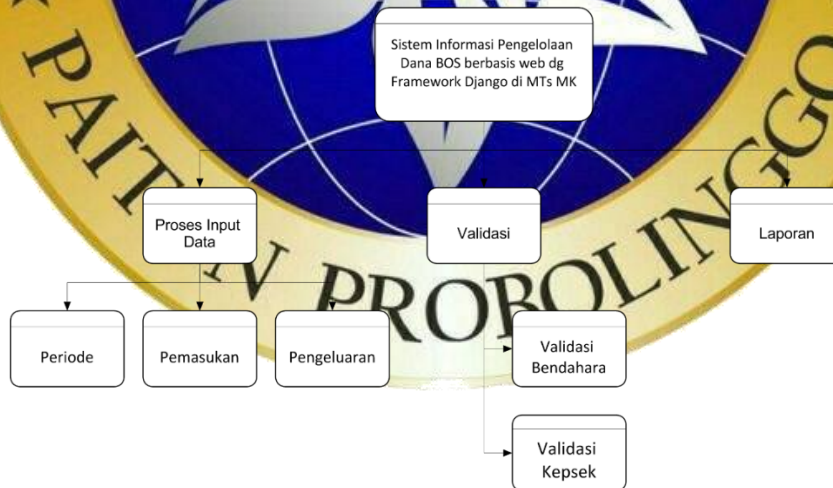 Sistem Informasi Pengelolaan
Dana BOS berbasis web dg
Framework Django di MTs MK
Proses Input
Data
Validasi
Laporan
Periode
Pemasukan
Pengeluaran
Validasi
Bendahara
Validasi
Kepsek
PAIT N PROBOLINGGO